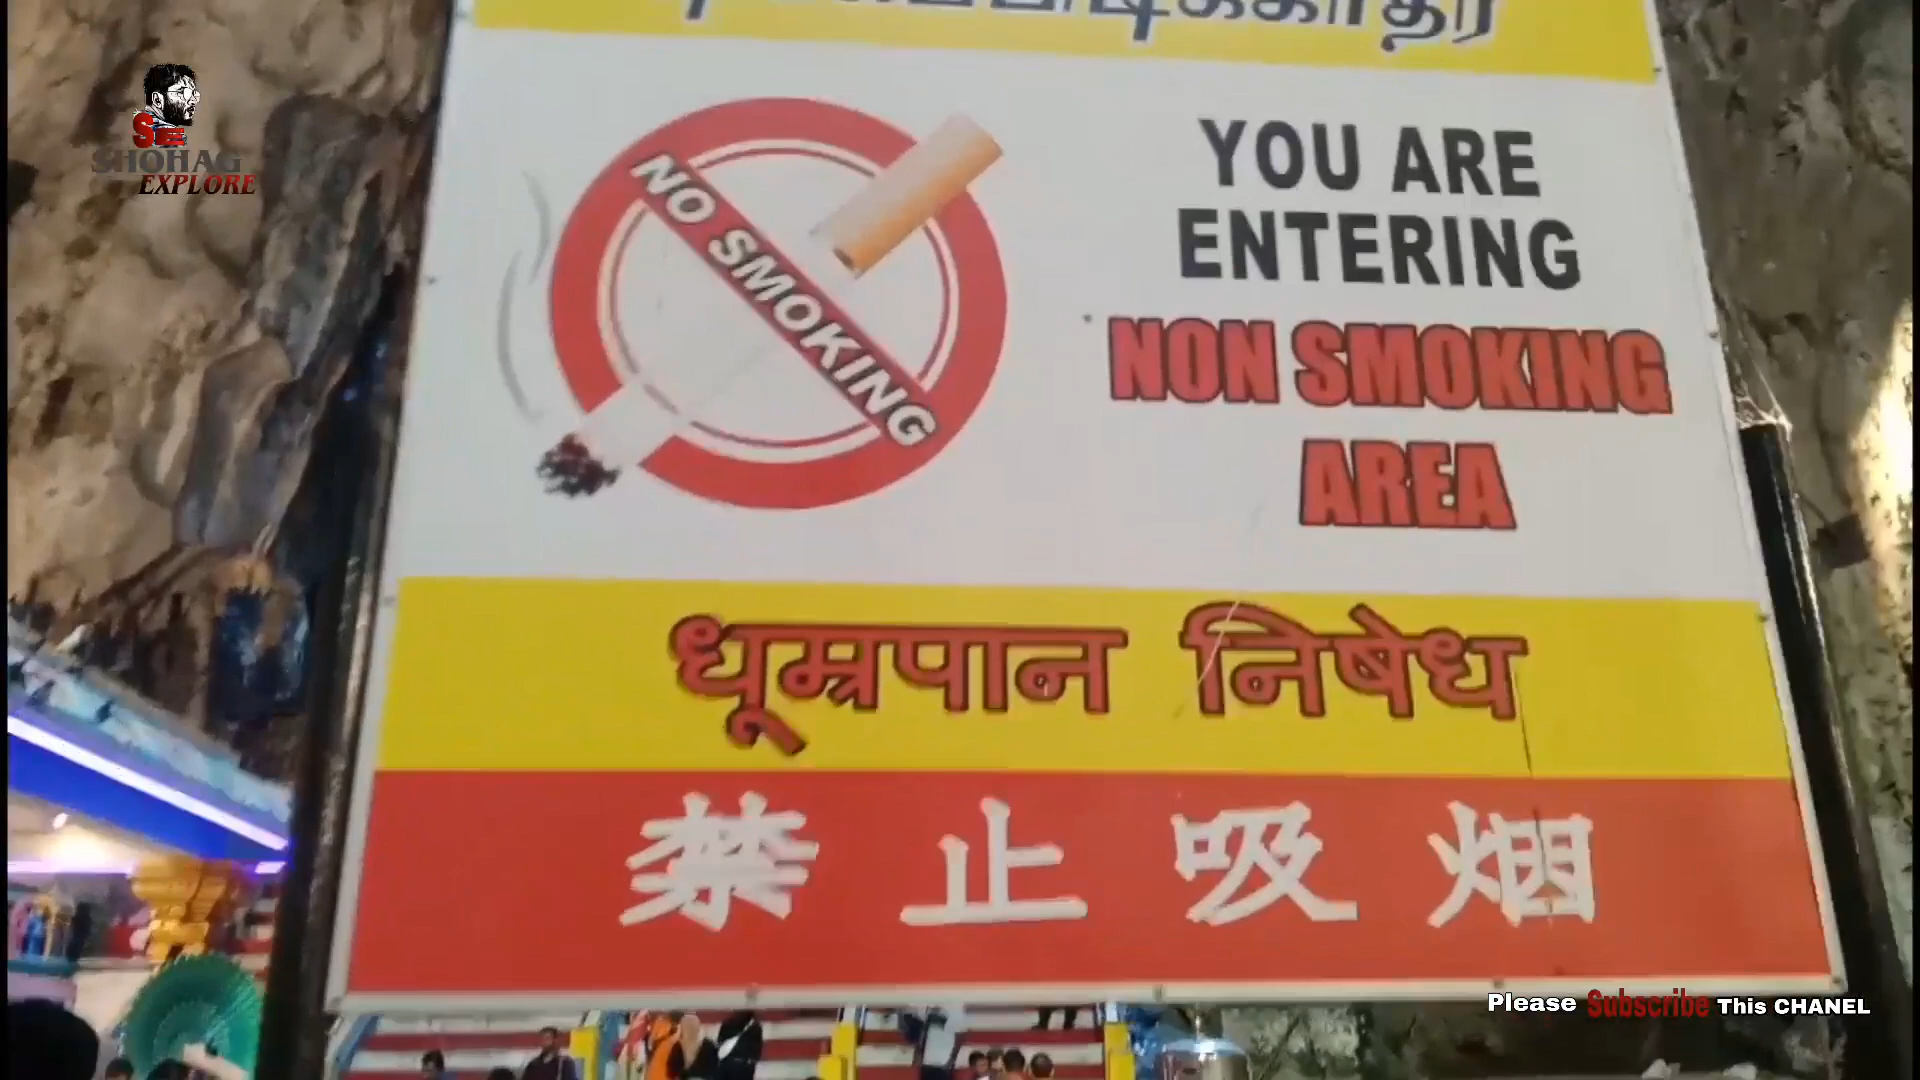 SE
SHOHAG
EXPLORE
NO SMOKING
YOU ARE
ENTERING
NON SMOKING
AREA
धूम्रपान निषेध
禁止吸烟
Please Subscribe This CHANEL